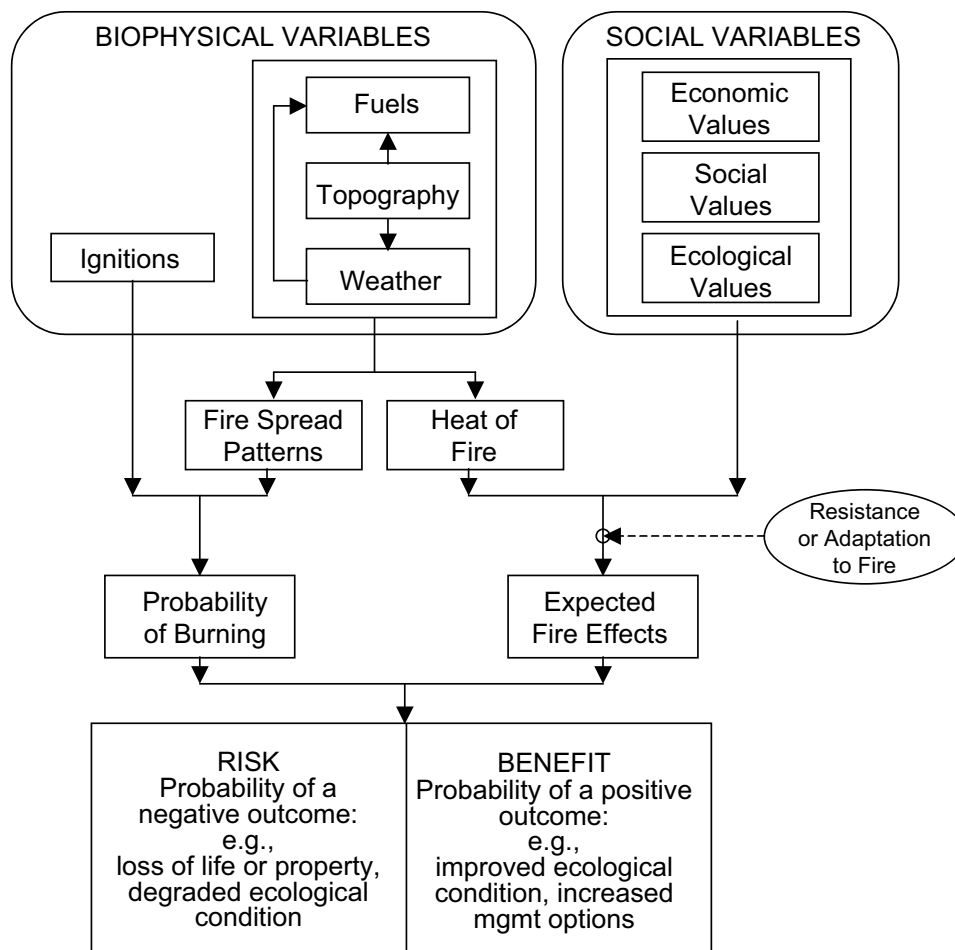 BIOPHYSICAL VARIABLES
Fuels
Topography
Weather
Ignitions
SOCIAL VARIABLES
Economic
Values
Social
Values
Ecological
Values
Fire Spread
Patterns
Heat of
Fire
Resistance
or Adaptation
to Fire
Probability
of Burning
Expected
Fire Effects
RISK
Probability of a
negative outcome:
e.g.,
loss of life or property,
degraded ecological
condition
BENEFIT
Probability of a positive
outcome:
e.g.,
improved ecological
condition, increased
mgmt options